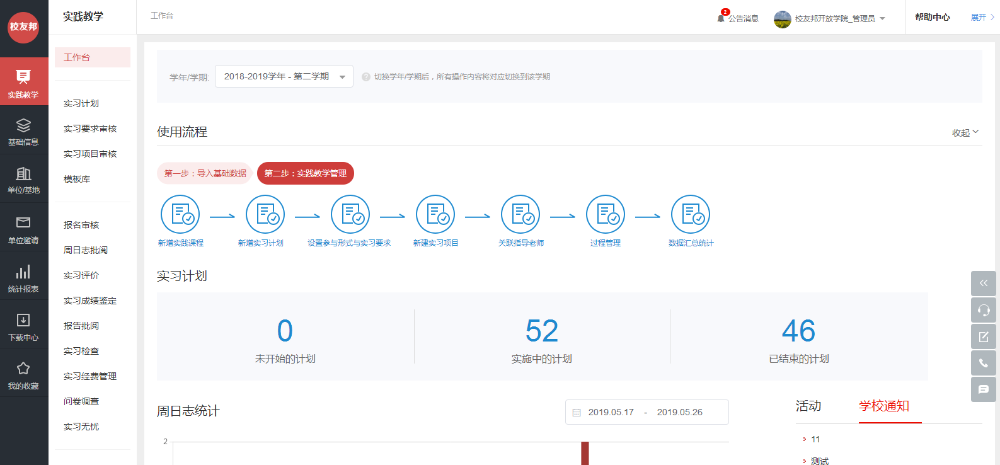 校友邦
实践教学
基础信息
单位/基地
单位邀请
统计报表
下载中心
我的收藏
实践教学
工作台
实习计划
实习要求审核
实习项目审核
模板库
报名审核
周日志批阅
实习评价
实习成绩鉴定
报告批阅
实习检查
实习经费管理
问卷调查
实习无忧
工作台
2
公告消息
校友邦开放学院_管理员
帮助中心
展开
学年/学期:
2018-2019学年 - 第二学期
? 切换学年/学期后，所有操作内容将对应切换到该学期
使用流程
收起
第一步：导入基础数据
第二步：实践教学管理
新增实践课程
新增实习计划
设置参与形式与实习要求
新建实习项目
关联指导老师
过程管理
数据汇总统计
实习计划
0
未开始的计划
52
实施中的计划
46
已结束的计划
周日志统计
2019.05.17 - 2019.05.26
2
活动
学校通知
11
测试